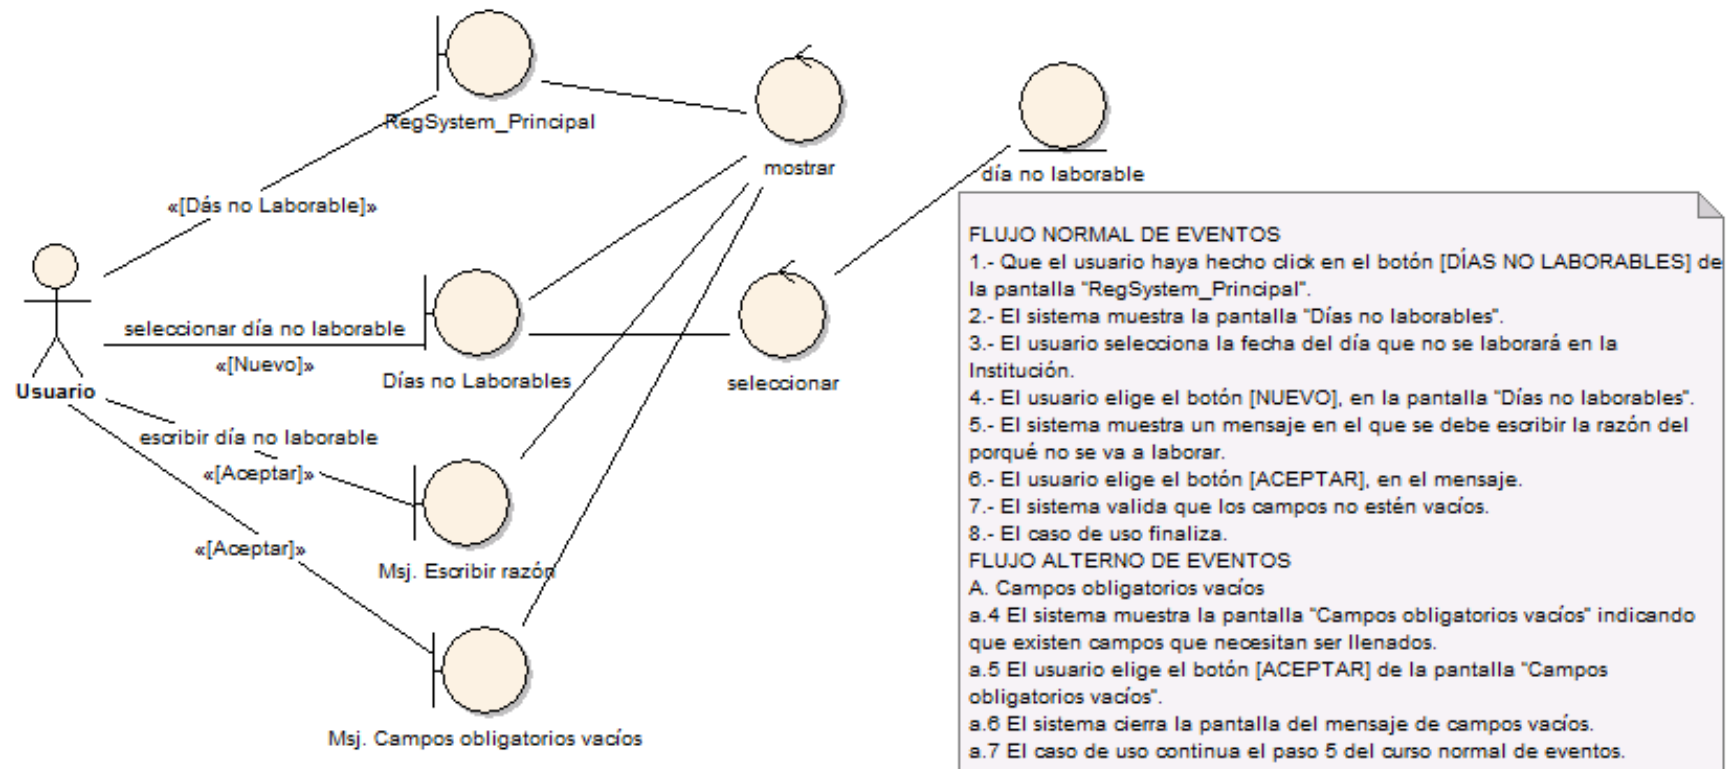 RegSystem_Principal
mostrar
día no laborable
«[Dás no Laborable]»
seleccionar día no laborable
«[Nuevo]»
Usuario
Días no Laborables
seleccionar
escribir día no laborable
«[Aceptar]»
«[Aceptar]»
Msj. Escribir razón
Msj. Campos obligatorios vacíos
FLUJO NORMAL DE EVENTOS
1.- Que el usuario haya hecho click en el botón [DÍAS NO LABORABLES] de
la pantalla "RegSystem_Principal".
2.- El sistema muestra la pantalla "Días no laborables".
3.- El usuario selecciona la fecha del día que no se laborará en la
Institución.
4.- El usuario elige el botón [NUEVO], en la pantalla "Días no laborables".
5.- El sistema muestra un mensaje en el que se debe escribir la razón del
porqué no se va a laborar.
6.- El usuario elige el botón [ACEPTAR], en el mensaje.
7.- El sistema valida que los campos no estén vacíos.
8.- El caso de uso finaliza.
FLUJO ALTERNO DE EVENTOS
A. Campos obligatorios vacíos
a.4 El sistema muestra la pantalla "Campos obligatorios vacíos" indicando
que existen campos que necesitan ser llenados.
a.5 El usuario elige el botón [ACEPTAR] de la pantalla "Campos
obligatorios vacíos".
a.6 El sistema cierra la pantalla del mensaje de campos vacíos.
a.7 El caso de uso continua el paso 5 del curso normal de eventos.